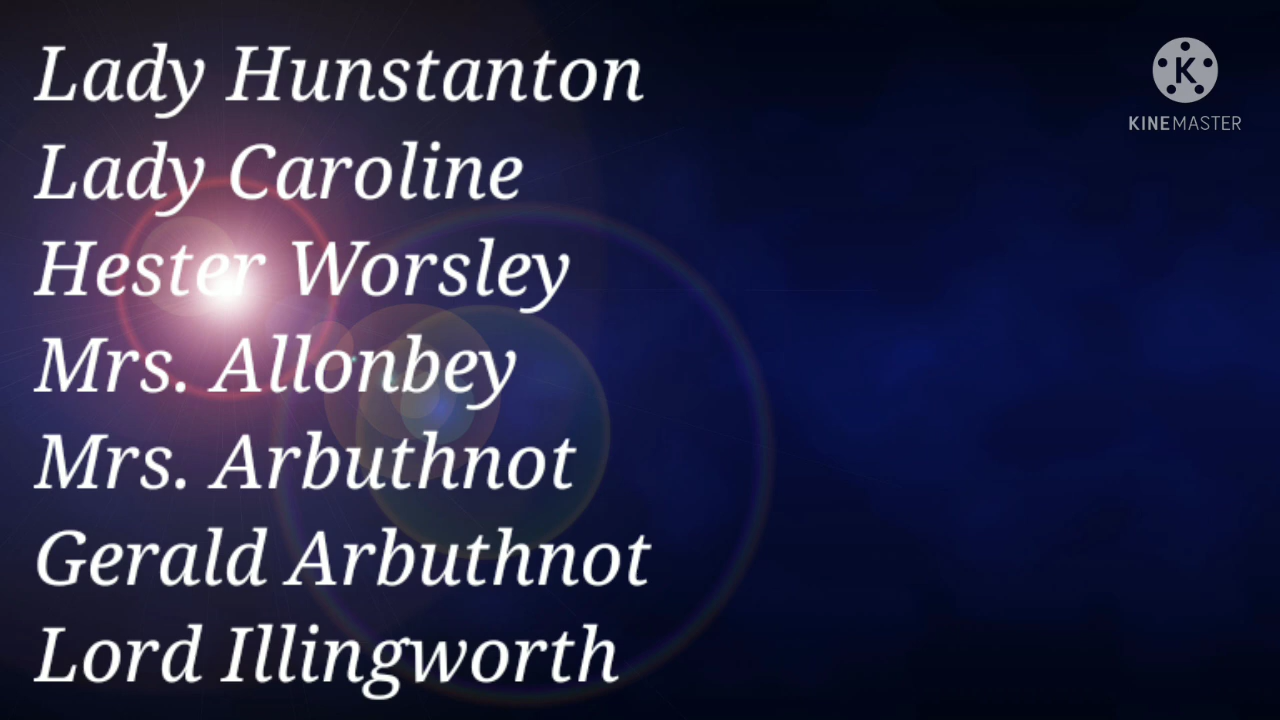 Lady Hunstanton
Lady Caroline
Hester Worsley
Mrs. Allonbey
Mrs. Arbuthnot
Gerald Arbuthnot
Lord Illingworth
K
KINEMASTER